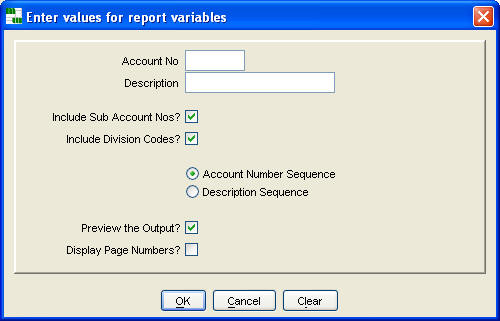 Enter values for report variables
Account No
Description
Include Sub Account Nos?
Include Division Codes?
Account Number Sequence
Description Sequence
Preview the Output?
Display Page Numbers?
OK Cancel Clear